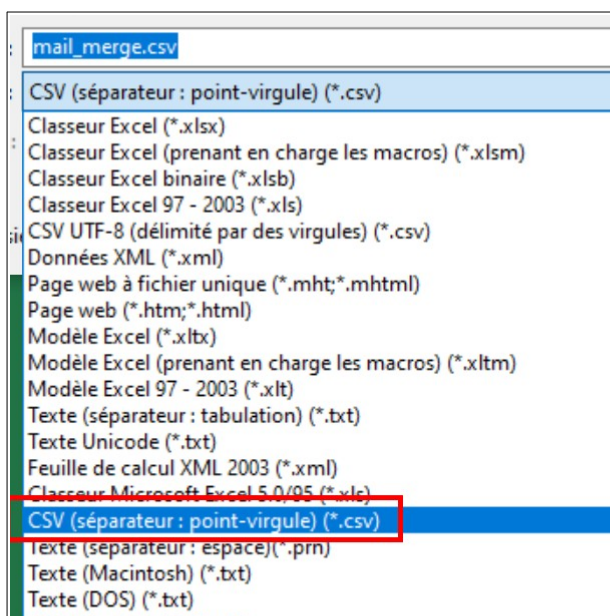 mail_merge.csv
CSV (séparateur : point-virgule) (*.csv)
Classeur Excel (*.xlsx)
Classeur Excel (prenant en charge les macros) (*.xlsm)
Classeur Excel binaire (*.xlsb)
Classeur Excel 97 - 2003 (*.xls)
CSV UTF-8 (délimité par des virgules) (*.csv)
Données XML (*.xml)
Page web à fichier unique (*.mht;*.mhtml)
Page web (*.htm;*.html)
Modèle Excel (*.xltx)
Modèle Excel (prenant en charge les macros) (*.xltm)
Modèle Excel 97 - 2003 (*.xlt)
Texte (séparateur : tabulation) (*.txt)
Texte Unicode (*.txt)
Feuille de calcul XML 2003 (*.xml)
Classeur Microsoft Excel 5.0/95 (*.xls)
CSV (séparateur : point-virgule) (*.csv)
Texte (séparateur : espace)(*.prn)
Texte (Macintosh) (*.txt)
Texte (DOS) (*.txt)